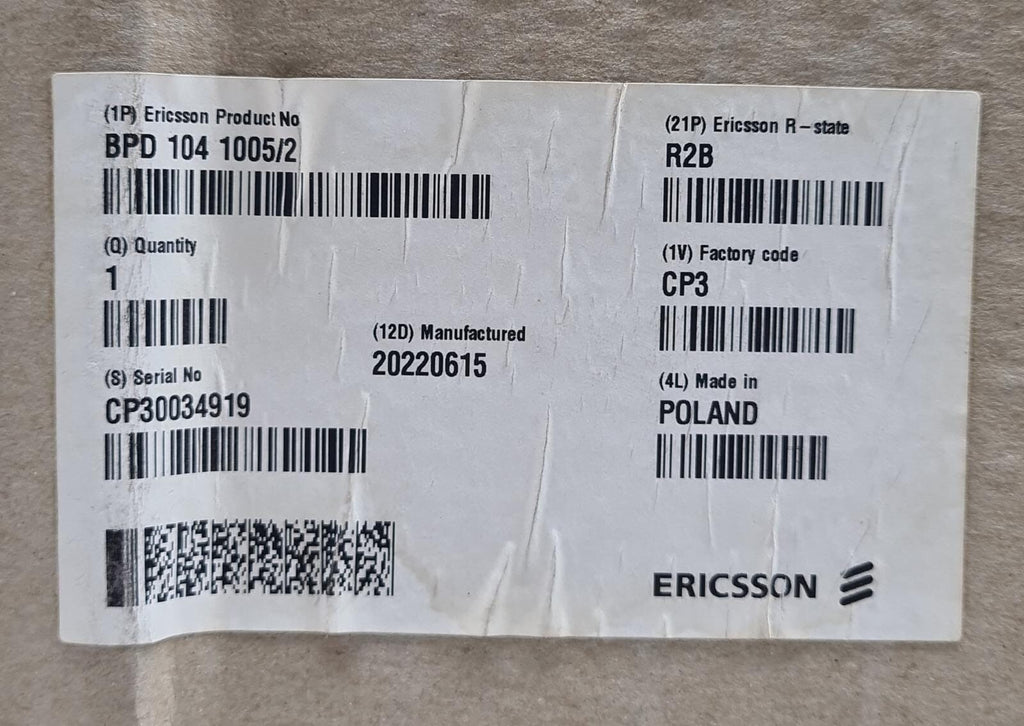 (1P) Ericsson Product No
BPD 104 1005/2
(Q) Quantity
1
(S) Serial No
CP30034919
(12D) Manufactured
20220615
(21P) Ericsson R-state
R2B
(1V) Factory code
CP3
(4L) Made in
POLAND
ERICSSON